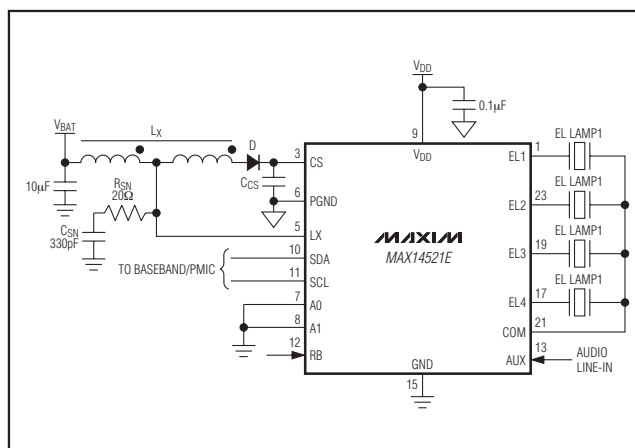 VDD
0.1µF
VBAT
LX
D
9
VDD
EL LAMP1
3
CS
1
EL1
10µF
RSN
20Ω
CCS
6
PGND
EL LAMP1
23
EL2
CSN
330pF
5
LX
MAXIM
MAX14521E
EL LAMP1
19
EL3
TO BASEBAND/PMIC
10
SDA
11
SCL
EL LAMP1
17
EL4
7
A0
21
COM
8
A1
12
RB
GND
15
13
AUX
AUDIO
LINE-IN